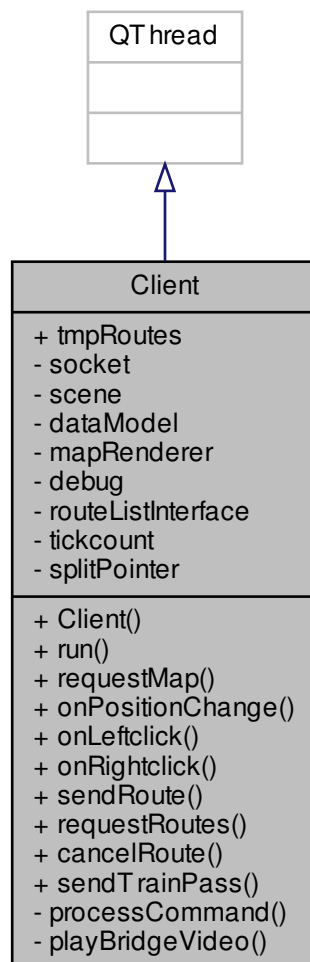 QThread
Client
+ tmpRoutes
- socket
- scene
- dataModel
- mapRenderer
- debug
- routeListInterface
- tickcount
- splitPointer
+ Client()
+ run()
+ requestMap()
+ onPositionChange()
+ onLeftclick()
+ onRightclick()
+ sendRoute()
+ requestRoutes()
+ cancelRoute()
+ sendTrainPass()
- processCommand()
- playBridgeVideo()